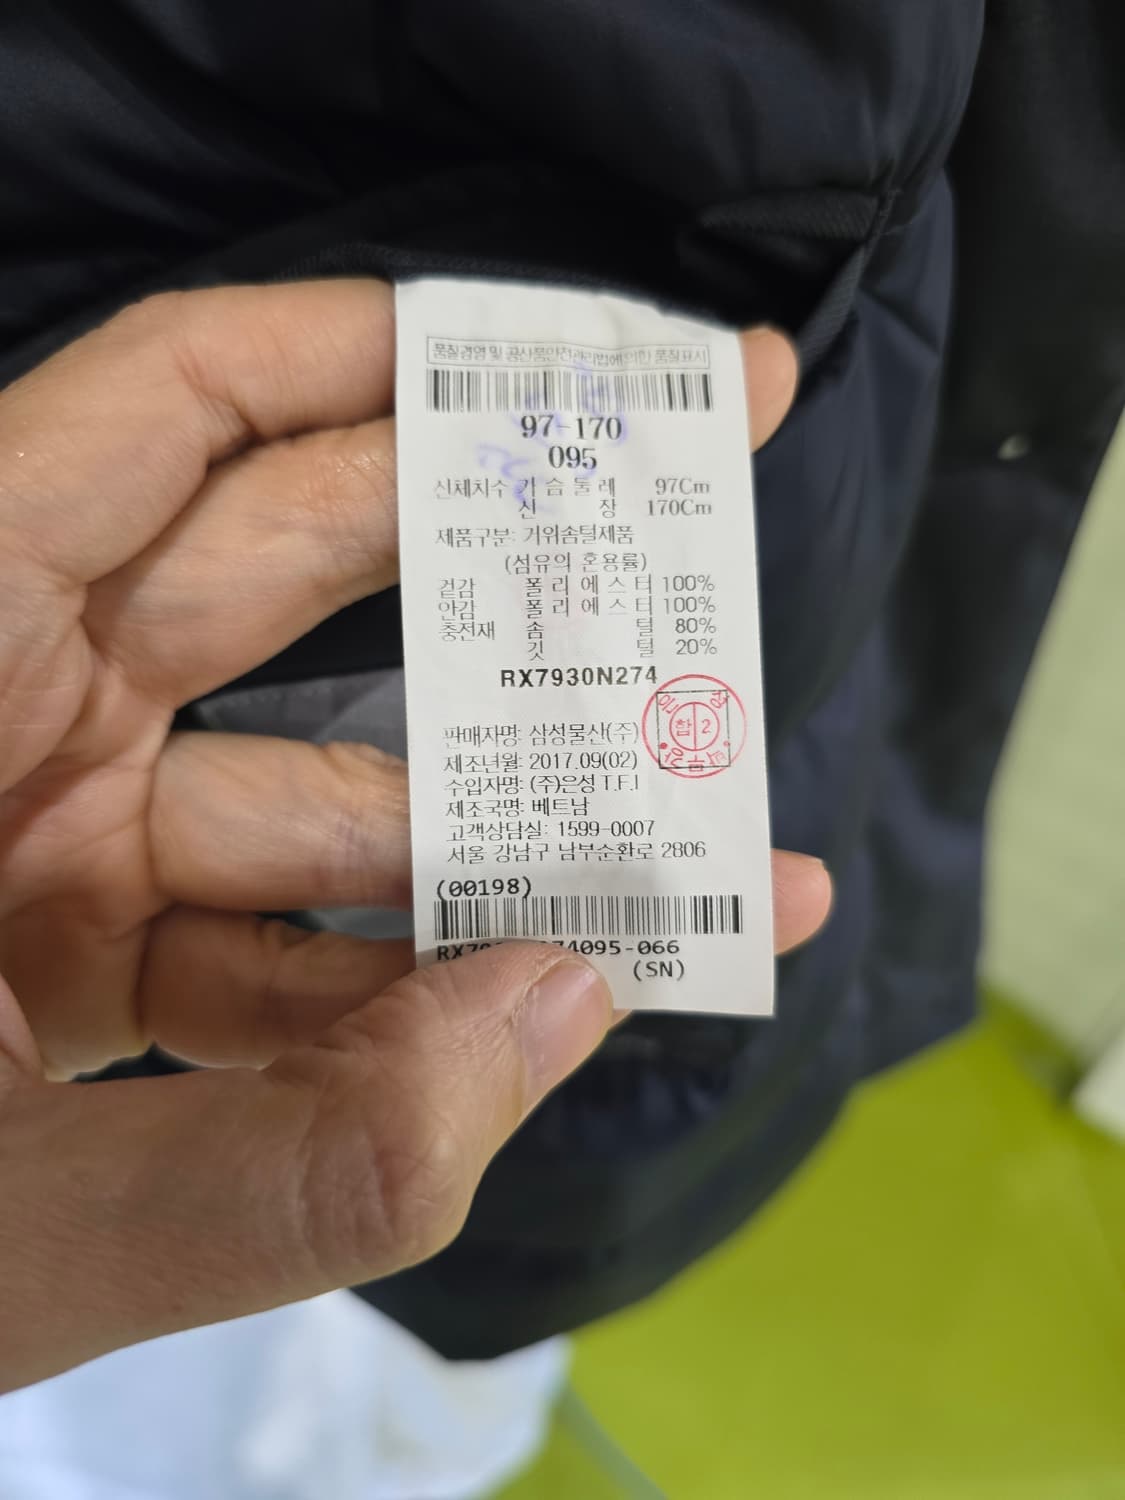 품질경영 및 공산품안전관리법에 의한 품질표시
97-170
095
신체치수 가 슴 둘 레 97Cm
신 장 170Cm
제품구분: 거위솜털제품
(섬유의 혼용률)
겉감 폴 리 에 스 터 100%
안감 폴 리 에 스 터 100%
충전재 솜 털 80%
깃 털 20%
RX7930N274
판매자명: 삼성물산(주)
제조년월: 2017.09(02)
수입자명: (주)은성 T.F.I
제조국명: 베트남
고객상담실: 1599-0007
서울 강남구 남부순환로 2806
(00198)
4095-066
(SN)
함 2